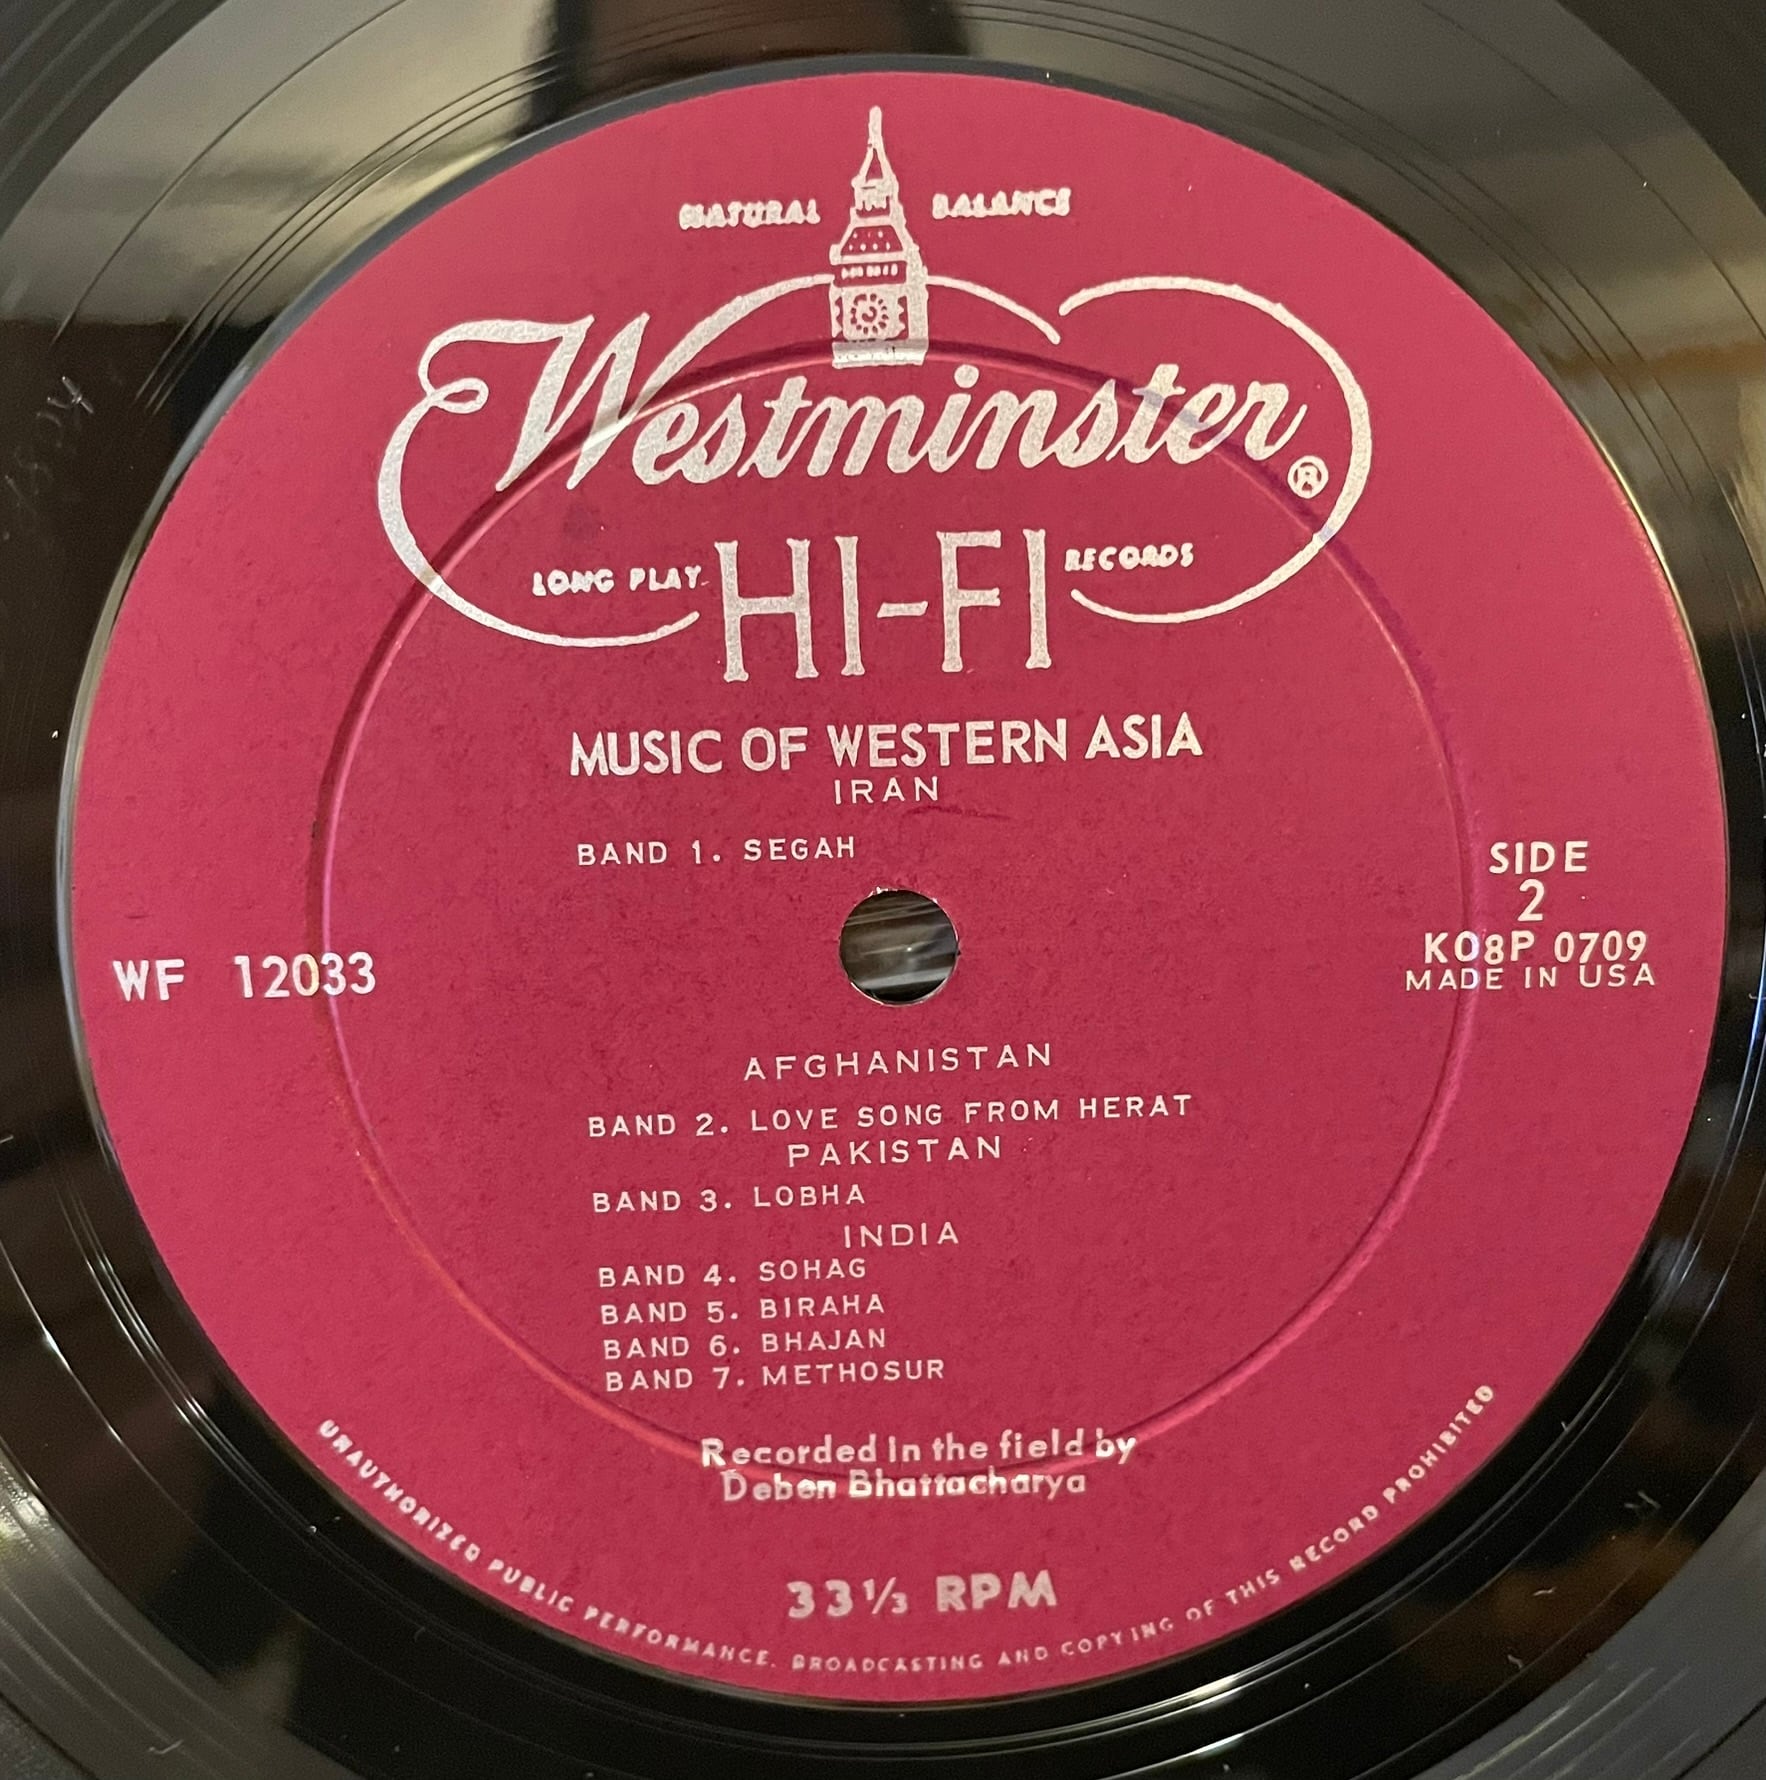 NATURAL BALANCE
Westminster ®
LONG PLAY HI-FI RECORDS
MUSIC OF WESTERN ASIA
IRAN
BAND 1. SEGAH
SIDE
2
K08P 0709
MADE IN USA
WF 12033
AFGHANISTAN
BAND 2. LOVE SONG FROM HERAT
PAKISTAN
BAND 3. LOBHA
INDIA
BAND 4. SOHAG
BAND 5. BIRAHA
BAND 6. BHAJAN
BAND 7. METHOSUR
Recorded in the field by
Deben Bhattacharya
33⅓ RPM
UNAUTHORIZED PUBLIC PERFORMANCE, BROADCASTING AND COPYING OF THIS RECORD PROHIBITED